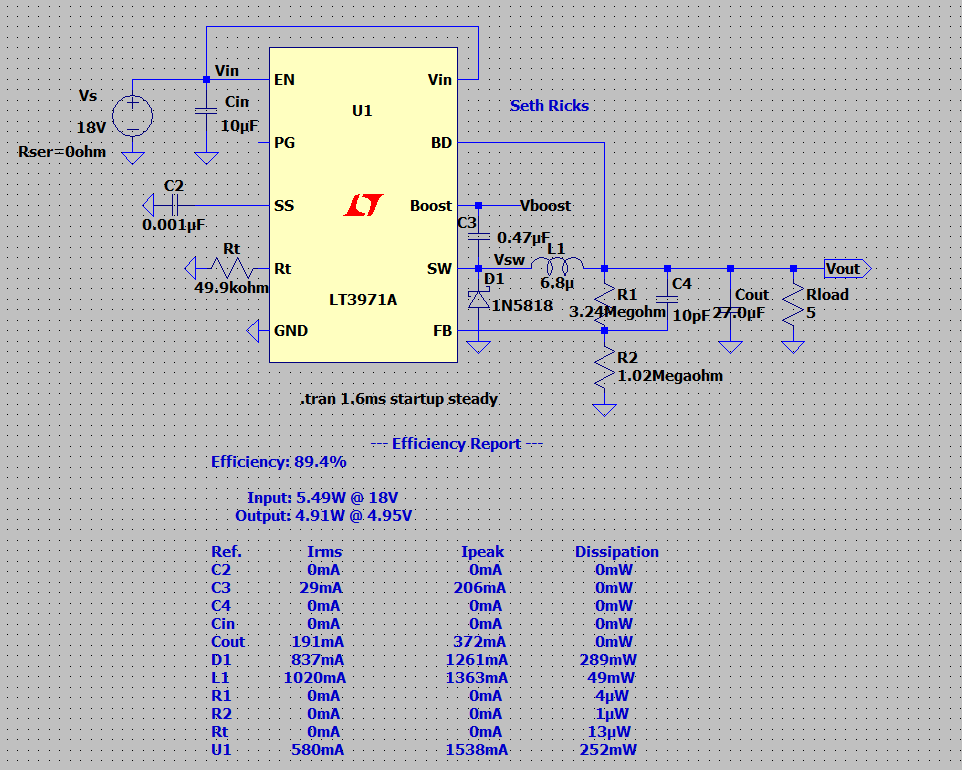 Vin
EN
Vin
Vs
Cin
U1
Seth Ricks
18V
10µF
Rser=0ohm
PG
BD
C2
SS
Boost
Vboost
0.001µF
C3
0.47µF
Rt
Rt
SW
Vsw
L1
Vout
49.9kohm
D1
6.8µ
C4
LT3971A
1N5818
R1
3.24Megohm
10pF
Cout
27.0µF
Rload
5
GND
FB
R2
1.02Megaohm
.tran 1.6ms startup steady
--- Efficiency Report ---
Efficiency: 89.4%
Input: 5.49W @ 18V
Output: 4.91W @ 4.95V
Ref. Irms Ipeak Dissipation
C2 0mA 0mA 0mW
C3 29mA 206mA 0mW
C4 0mA 0mA 0mW
Cin 0mA 0mA 0mW
Cout 191mA 372mA 0mW
D1 837mA 1261mA 289mW
L1 1020mA 1363mA 49mW
R1 0mA 0mA 4µW
R2 0mA 0mA 1µW
Rt 0mA 0mA 13µW
U1 580mA 1538mA 252mW